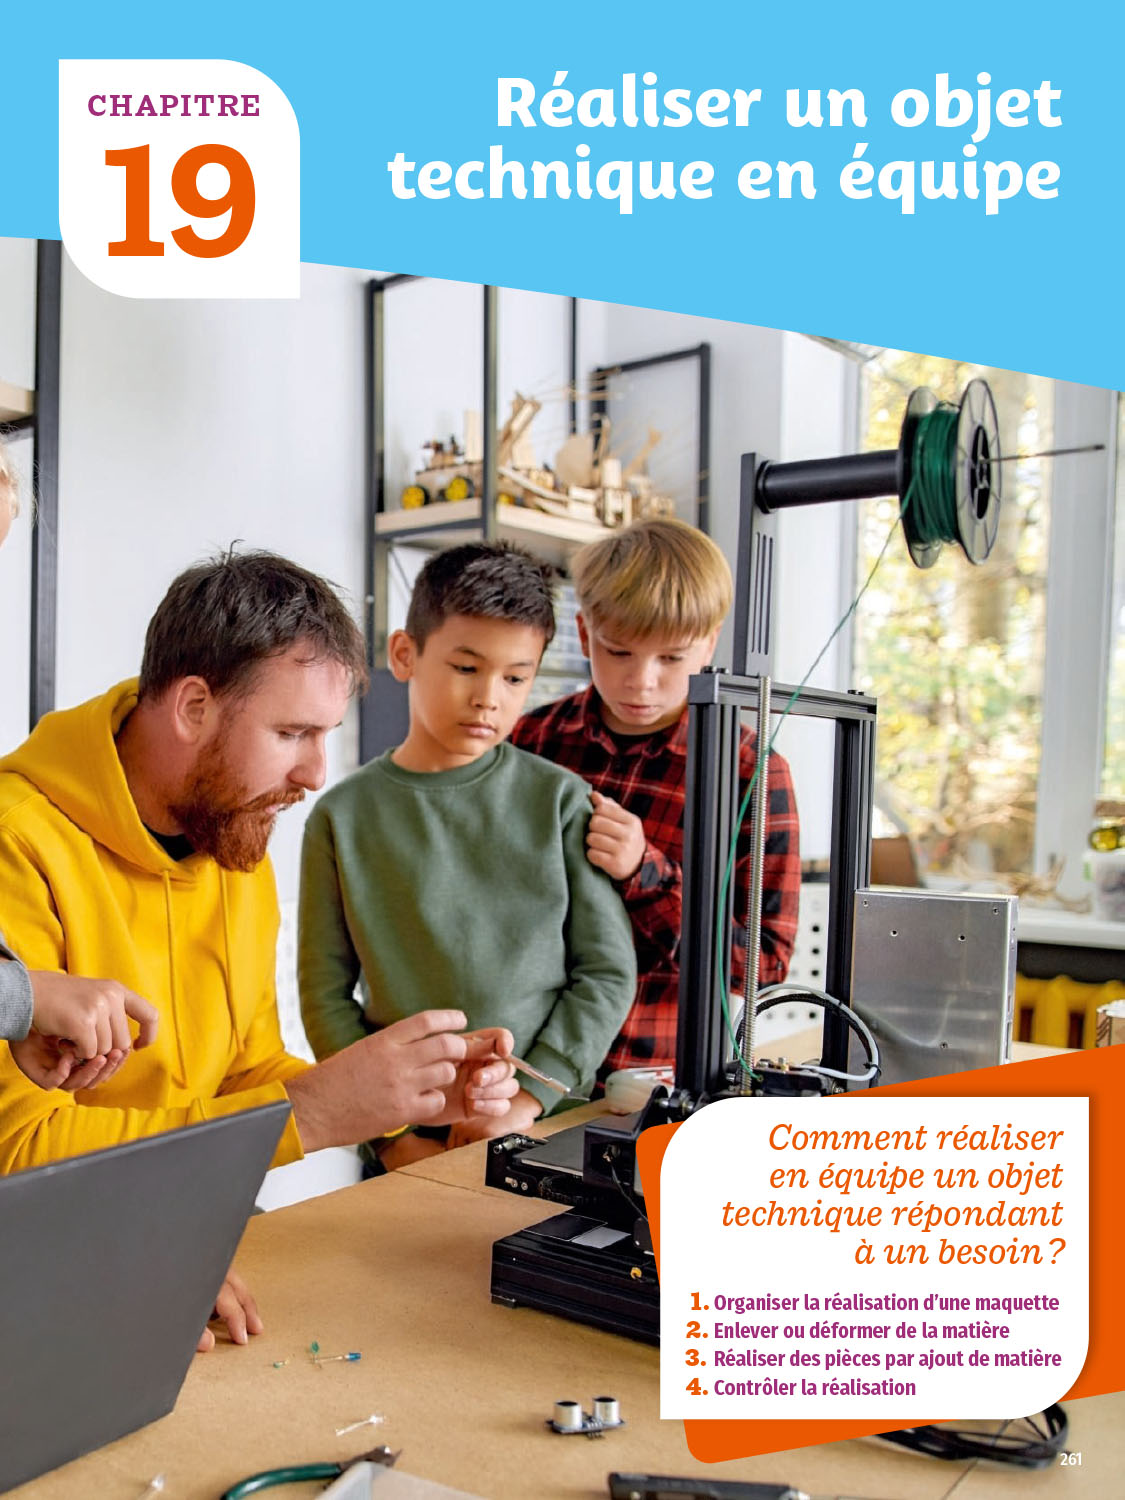 CHAPITRE
19
Réaliser un objet
technique en équipe
Comment réaliser
en équipe un objet
technique répondant
à un besoin ?
1. Organiser la réalisation d’une maquette
2. Enlever ou déformer de la matière
3. Réaliser des pièces par ajout de matière
4. Contrôler la réalisation
261